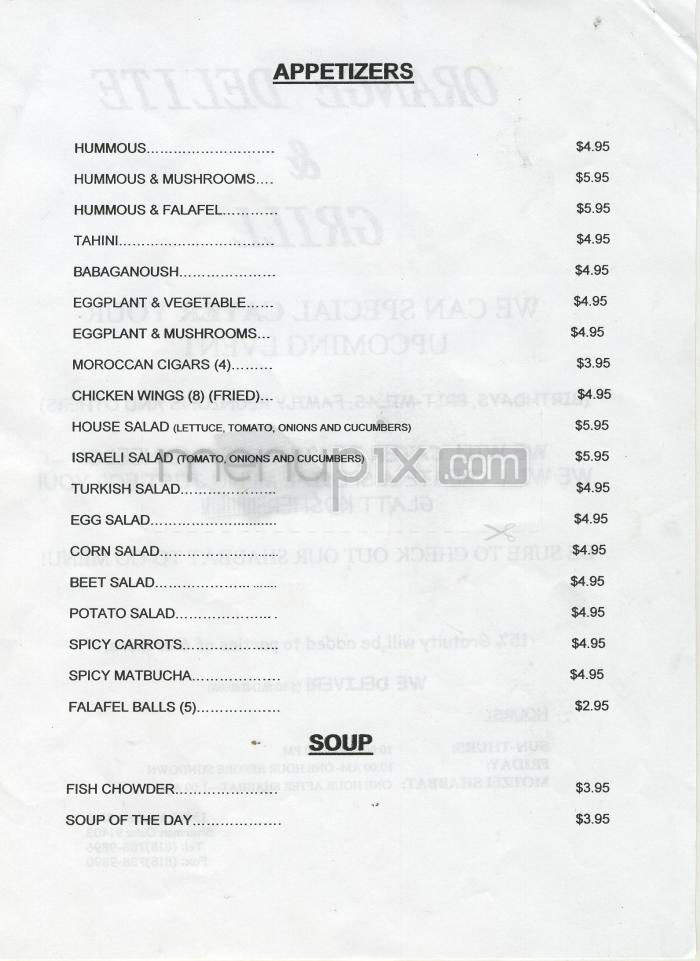 APPETIZERS
HUMMOUS............................ $4.95
HUMMOUS & MUSHROOMS.... $5.95
HUMMOUS & FALAFEL............ $5.95
TAHINI.................................. $4.95
BABAGANOUSH..................... $4.95
EGGPLANT & VEGETABLE...... $4.95
EGGPLANT & MUSHROOMS... $4.95
MOROCCAN CIGARS (4)......... $3.95
CHICKEN WINGS (8) (FRIED)... $4.95
HOUSE SALAD (LETTUCE, TOMATO, ONIONS AND CUCUMBERS) $5.95
ISRAELI SALAD (TOMATO, ONIONS AND CUCUMBERS) $5.95
menupix.com
TURKISH SALAD..................... $4.95
EGG SALAD........................... $4.95
CORN SALAD......................... $4.95
BEET SALAD.......................... $4.95
POTATO SALAD...................... $4.95
SPICY CARROTS..................... $4.95
SPICY MATBUCHA................... $4.95
FALAFEL BALLS (5).................. $2.95
SOUP
FISH CHOWDER...................... $3.95
SOUP OF THE DAY................... $3.95